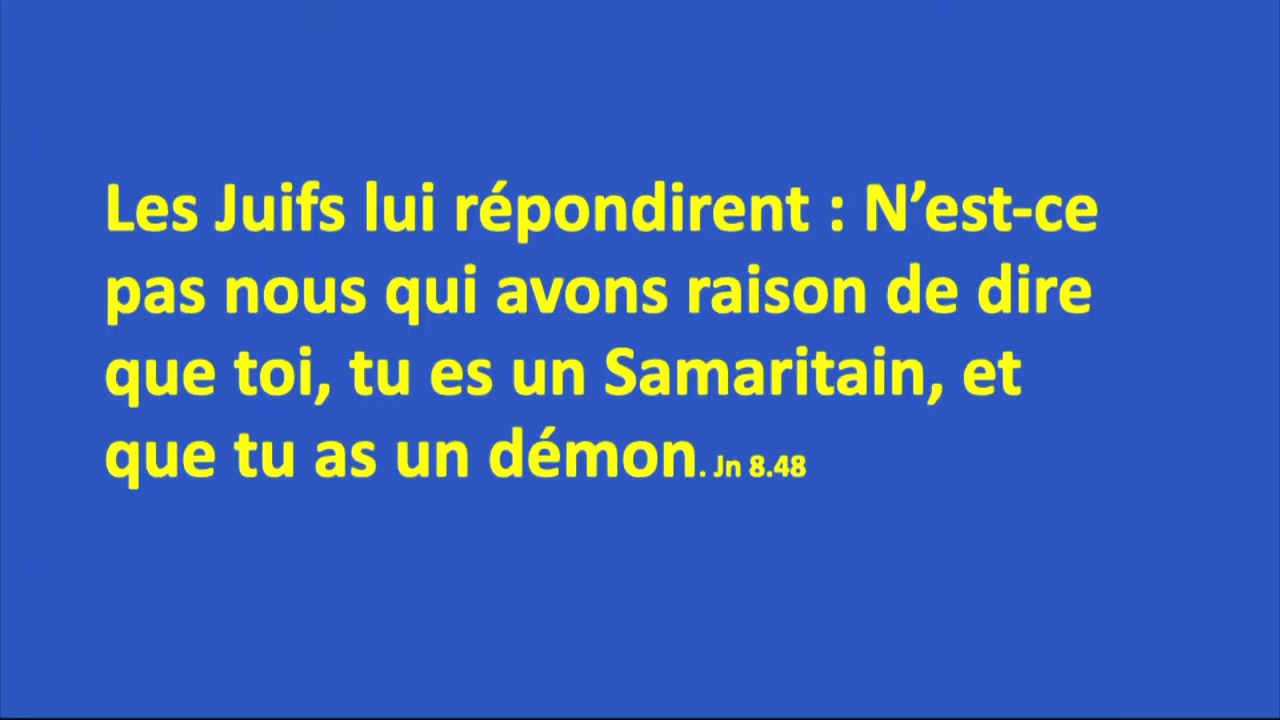 Les Juifs lui répondirent : N’est-ce
pas nous qui avons raison de dire
que toi, tu es un Samaritain, et
que tu as un démon. Jn 8.48